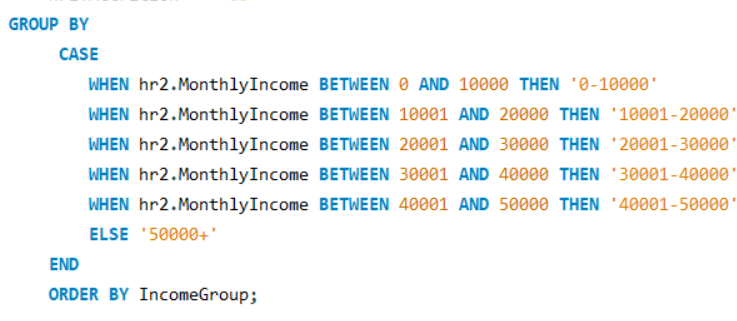 GROUP BY
CASE
WHEN hr2.MonthlyIncome BETWEEN 0 AND 10000 THEN '0-10000'
WHEN hr2.MonthlyIncome BETWEEN 10001 AND 20000 THEN '10001-20000'
WHEN hr2.MonthlyIncome BETWEEN 20001 AND 30000 THEN '20001-30000'
WHEN hr2.MonthlyIncome BETWEEN 30001 AND 40000 THEN '30001-40000'
WHEN hr2.MonthlyIncome BETWEEN 40001 AND 50000 THEN '40001-50000'
ELSE '50000+'
END
ORDER BY IncomeGroup;